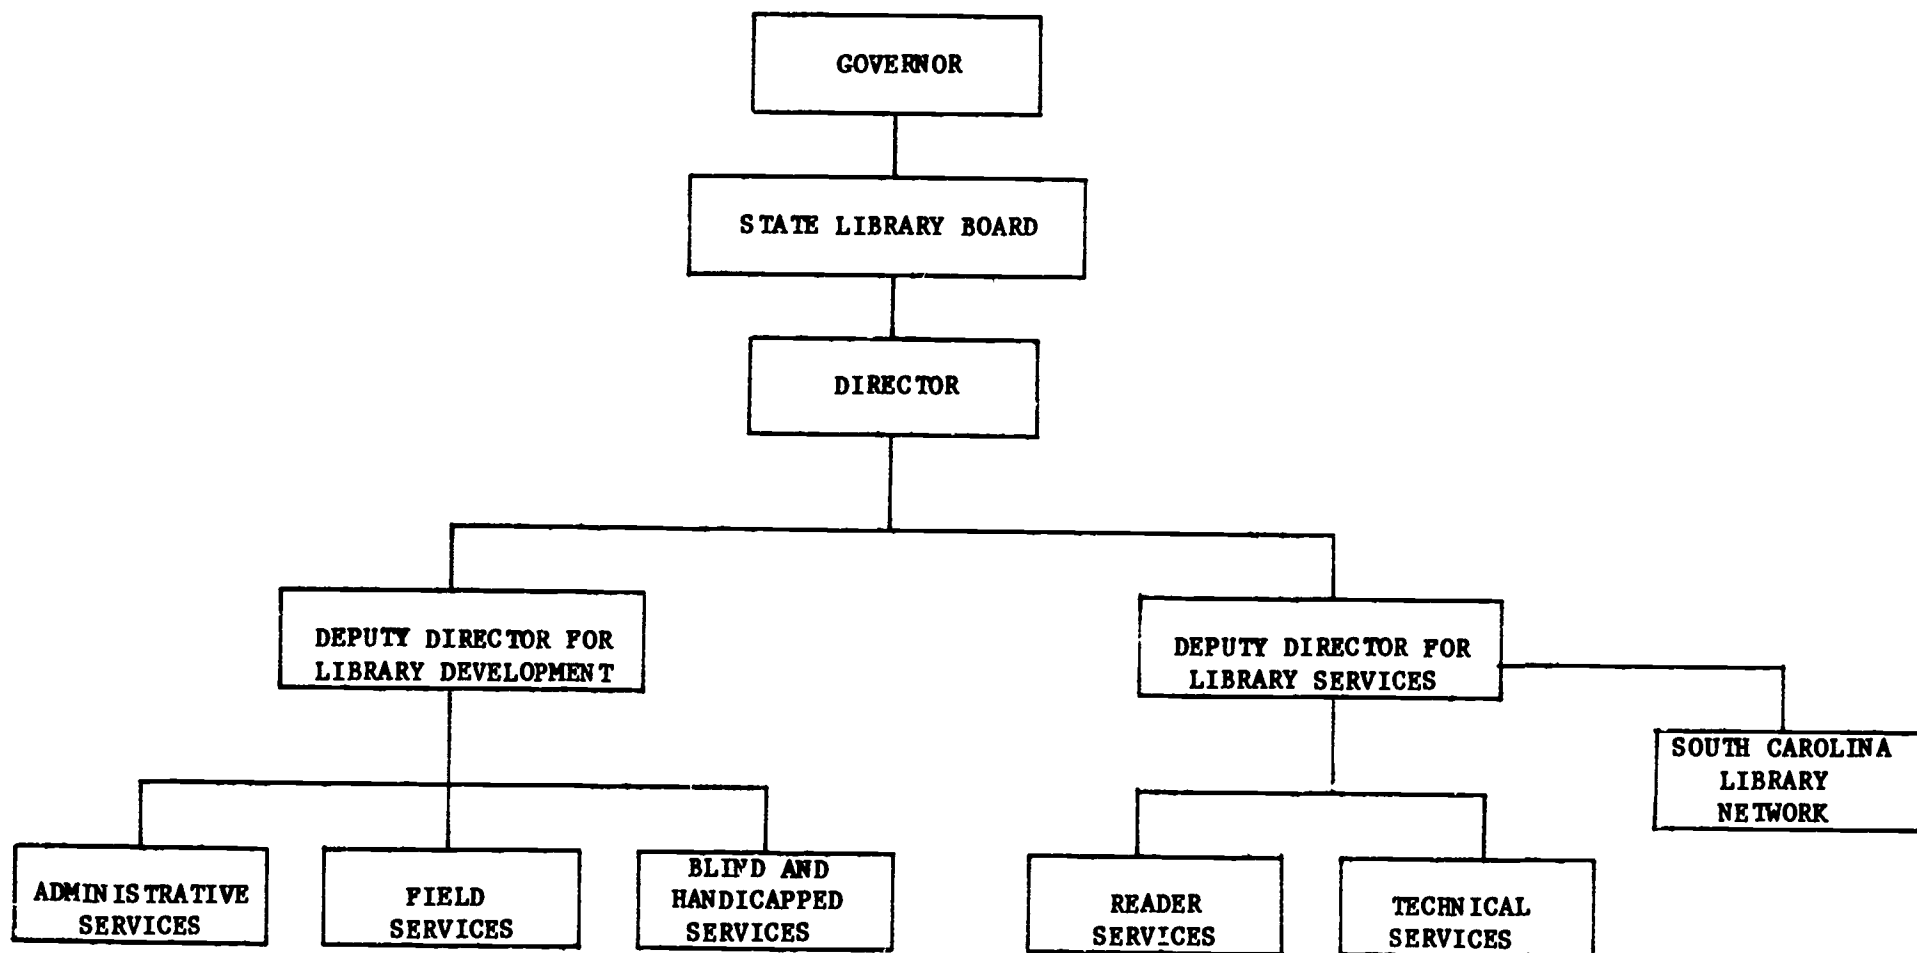 GOVERNOR
STATE LIBRARY BOARD
DIRECTOR
DEPUTY DIRECTOR FOR
LIBRARY DEVELOPMENT
DEPUTY DIRECTOR FOR
LIBRARY SERVICES
SOUTH CAROLINA
LIBRARY
NETWORK
ADMINISTRATIVE
SERVICES
FIELD
SERVICES
BLIND AND
HANDICAPPED
SERVICES
READER
SERVICES
TECHNICAL
SERVICES